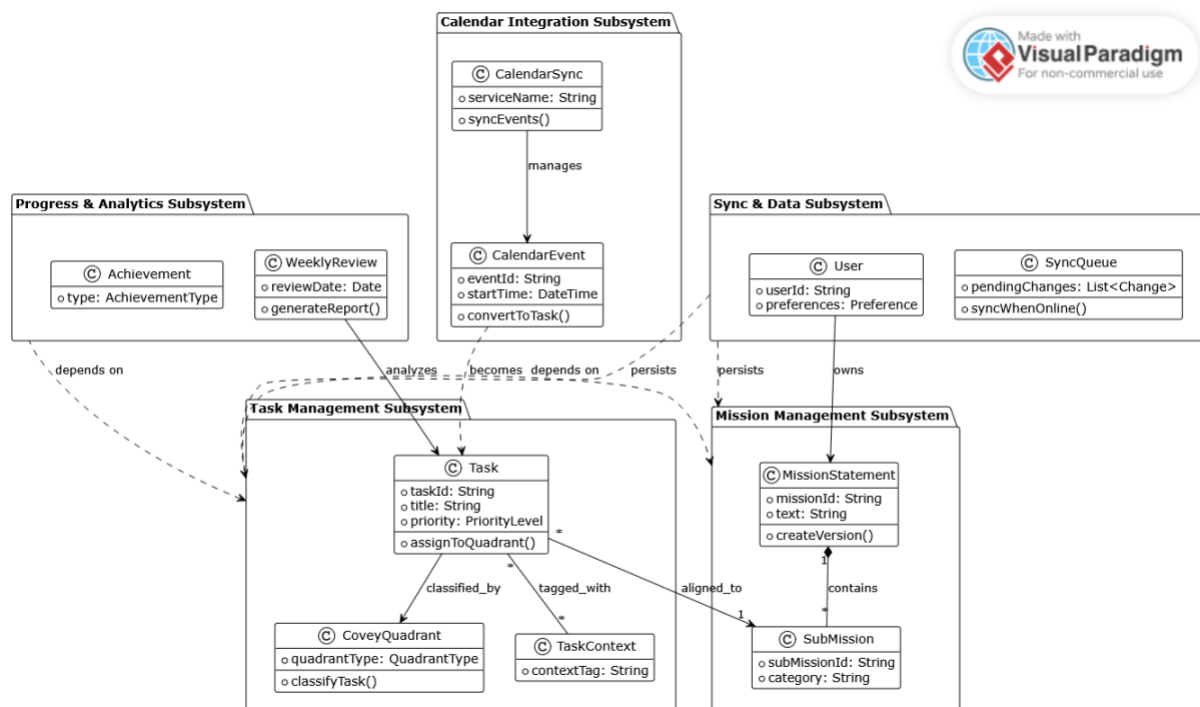 Calendar Integration Subsystem
C CalendarSync
serviceName: String
syncEvents()
manages
C CalendarEvent
eventId: String
startTime: DateTime
convertToTask()
Made with
Visual Paradigm
For non-commercial use
Progress & Analytics Subsystem
C Achievement
type: AchievementType
C WeeklyReview
reviewDate: Date
generateReport()
Sync & Data Subsystem
C User
userId: String
preferences: Preference
C SyncQueue
pendingChanges: List<Change>
syncWhenOnline()
depends on
analyzes
becomes
depends on
persists
persists
owns
Task Management Subsystem
C Task
taskId: String
title: String
priority: PriorityLevel
assignToQuadrant()
*
*
classified_by
tagged_with
*
aligned_to
1
C CoveyQuadrant
quadrantType: QuadrantType
classifyTask()
C TaskContext
contextTag: String
Mission Management Subsystem
C MissionStatement
missionId: String
text: String
createVersion()
1
contains
*
C SubMission
subMissionId: String
category: String